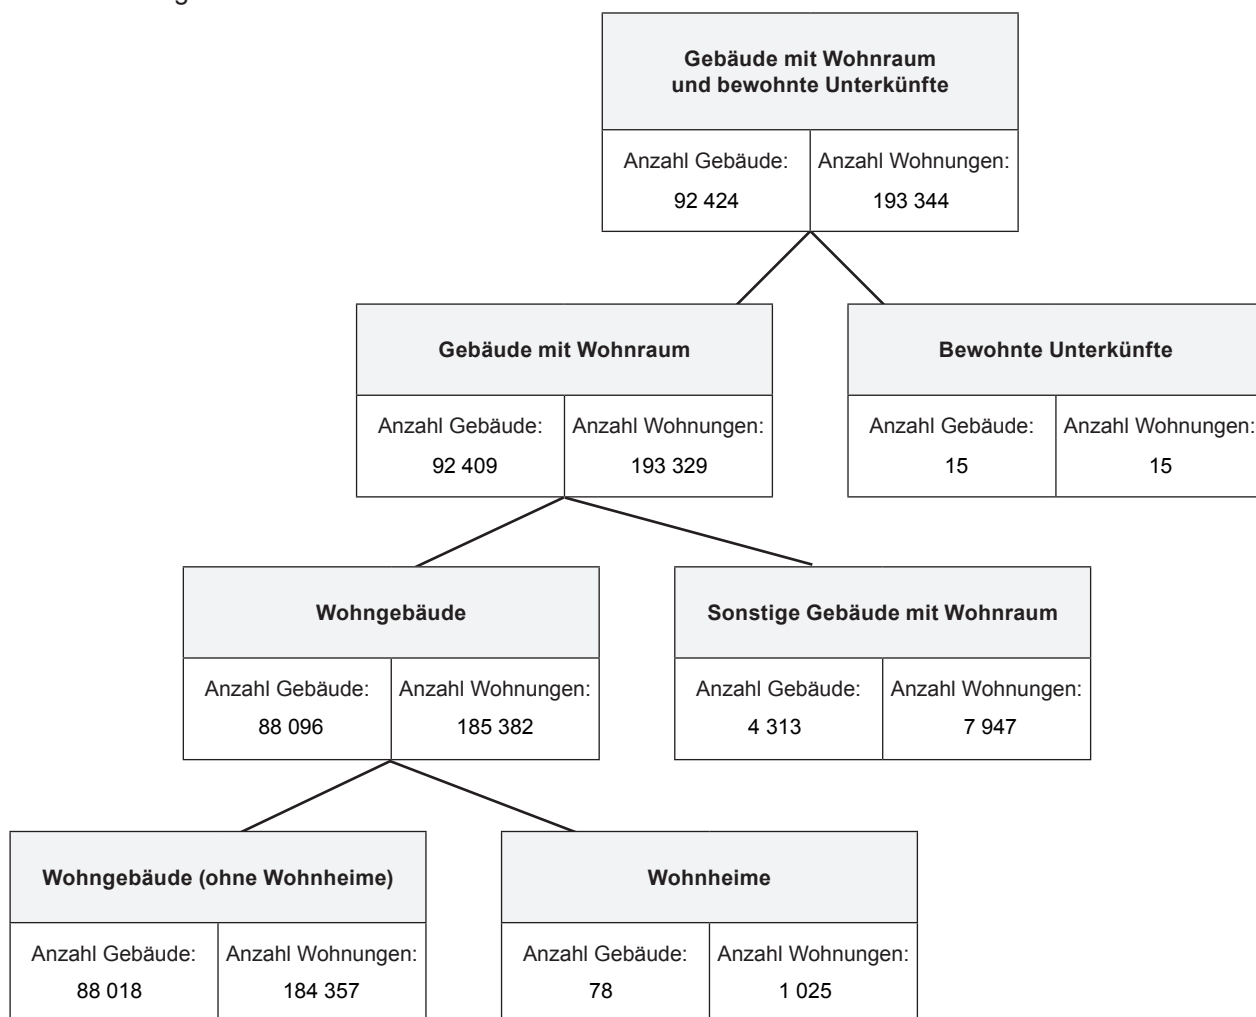 Gebäude mit Wohnraum
und bewohnte Unterkünfte
Anzahl Gebäude: Anzahl Wohnungen:
92 424 193 344
Gebäude mit Wohnraum
Bewohnte Unterkünfte
Anzahl Gebäude: Anzahl Wohnungen:
92 409 193 329
Anzahl Gebäude: Anzahl Wohnungen:
15 15
Wohngebäude
Sonstige Gebäude mit Wohnraum
Anzahl Gebäude: Anzahl Wohnungen:
88 096 185 382
Anzahl Gebäude: Anzahl Wohnungen:
4 313 7 947
Wohngebäude (ohne Wohnheime)
Wohnheime
Anzahl Gebäude: Anzahl Wohnungen:
88 018 184 357
Anzahl Gebäude: Anzahl Wohnungen:
78 1 025